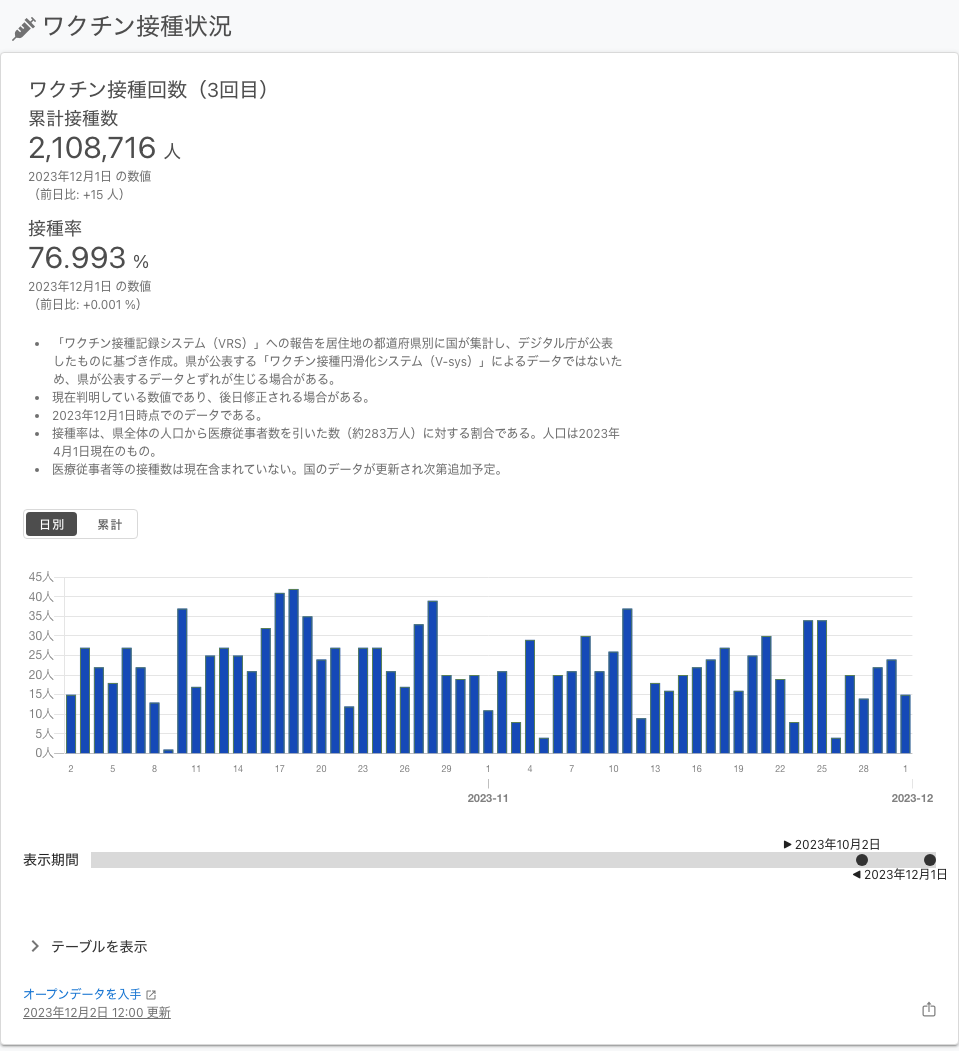 ワクチン接種状況
ワクチン接種回数（3回目）
累計接種数
2,108,716 人
2023年12月1日 の数値
（前日比: +15 人）
接種率
76.993 %
2023年12月1日 の数値
（前日比: +0.001 %）
• 「ワクチン接種記録システム（VRS）」への報告を居住地の都道府県別に国が集計し、デジタル庁が公表
したものに基づき作成。県が公表する「ワクチン接種円滑化システム（V-sys）」によるデータではないた
め、県が公表するデータとずれが生じる場合がある。
• 現在判明している数値であり、後日修正される場合がある。
• 2023年12月1日時点でのデータである。
• 接種率は、県全体の人口から医療従事者数を引いた数（約283万人）に対する割合である。人口は2023年
4月1日現在のもの。
• 医療従事者等の接種数は現在含まれていない。国のデータが更新され次第追加予定。
日別 累計
45人
40人
35人
30人
25人
20人
15人
10人
5人
0人
2 5 8 11 14 17 20 23 26 29 1 4 7 10 13 16 19 22 25 28 1
2023-11 2023-12
▶ 2023年10月2日
表示期間
◀ 2023年12月1日
テーブルを表示
オープンデータを入手
2023年12月2日 12:00 更新